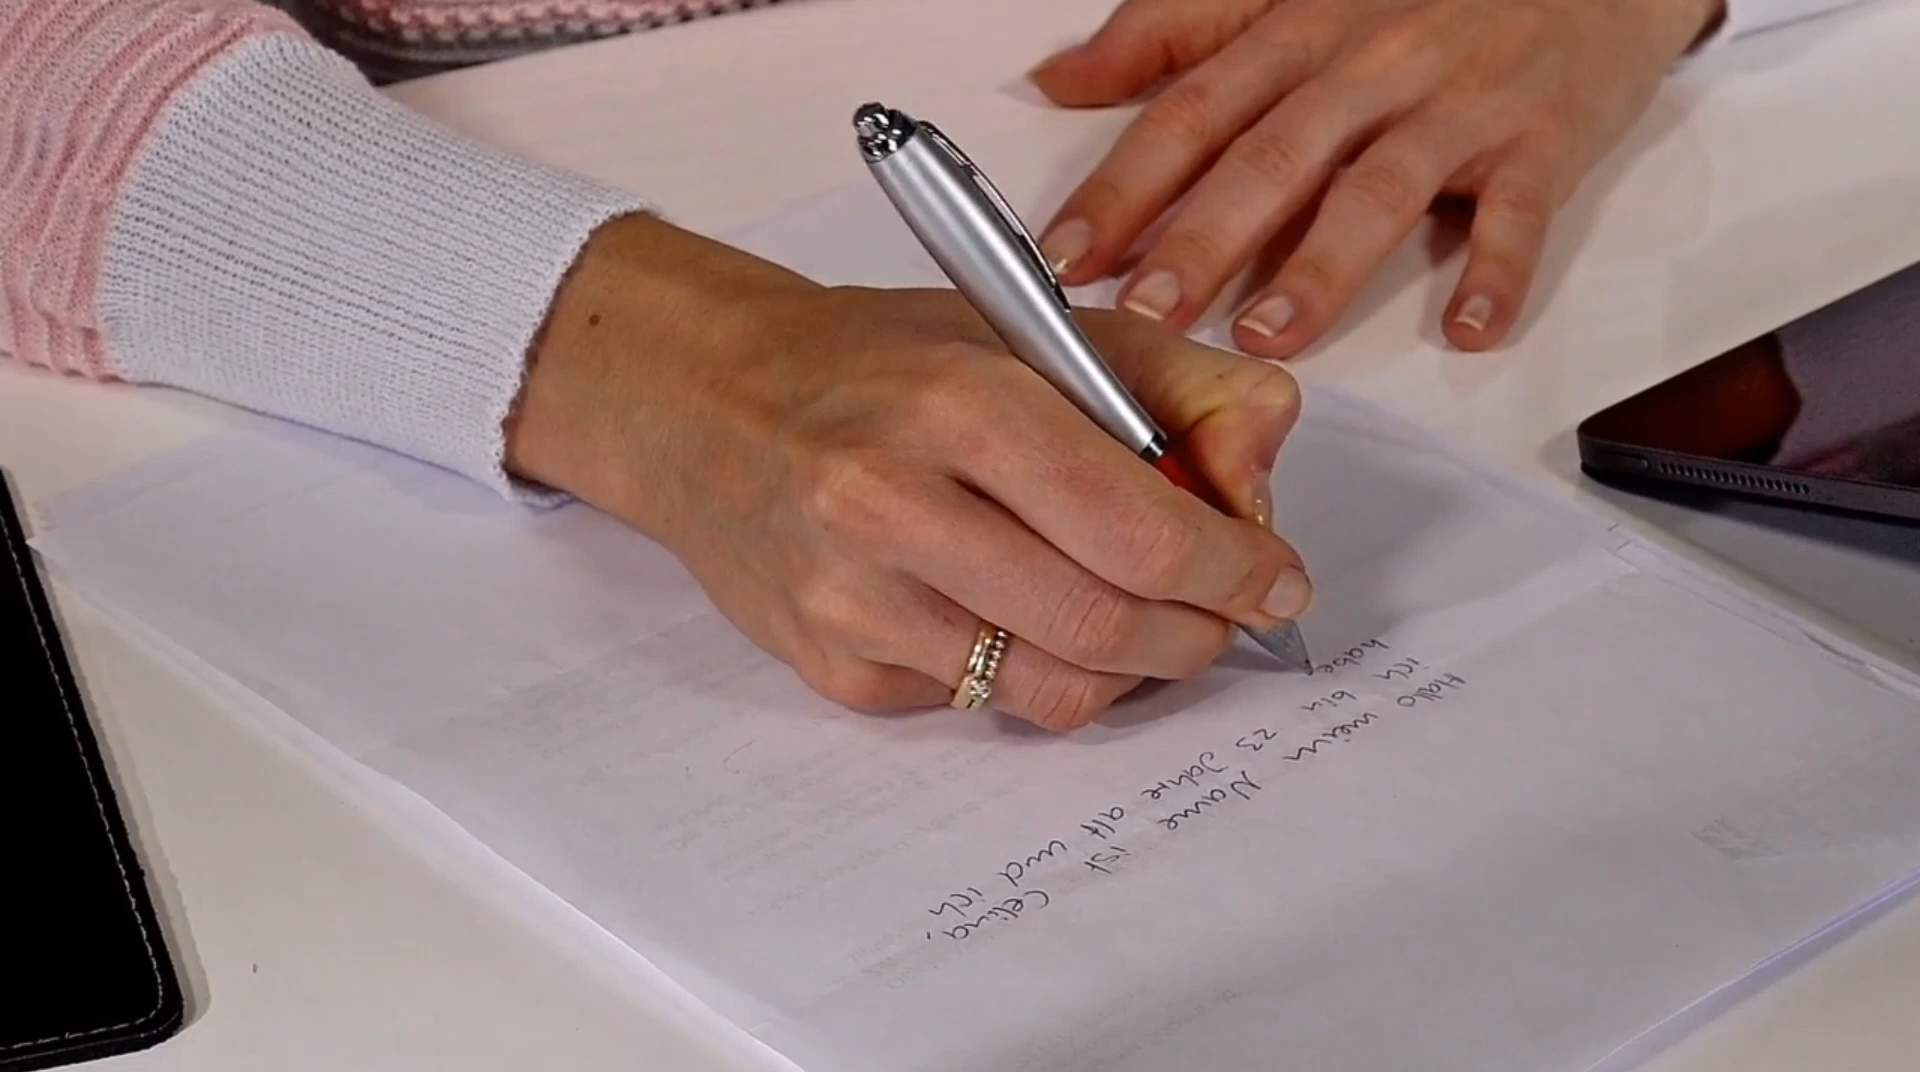 Hallo mein Name ist Celina,
ich bin 23 Jahre alt und ich
habe